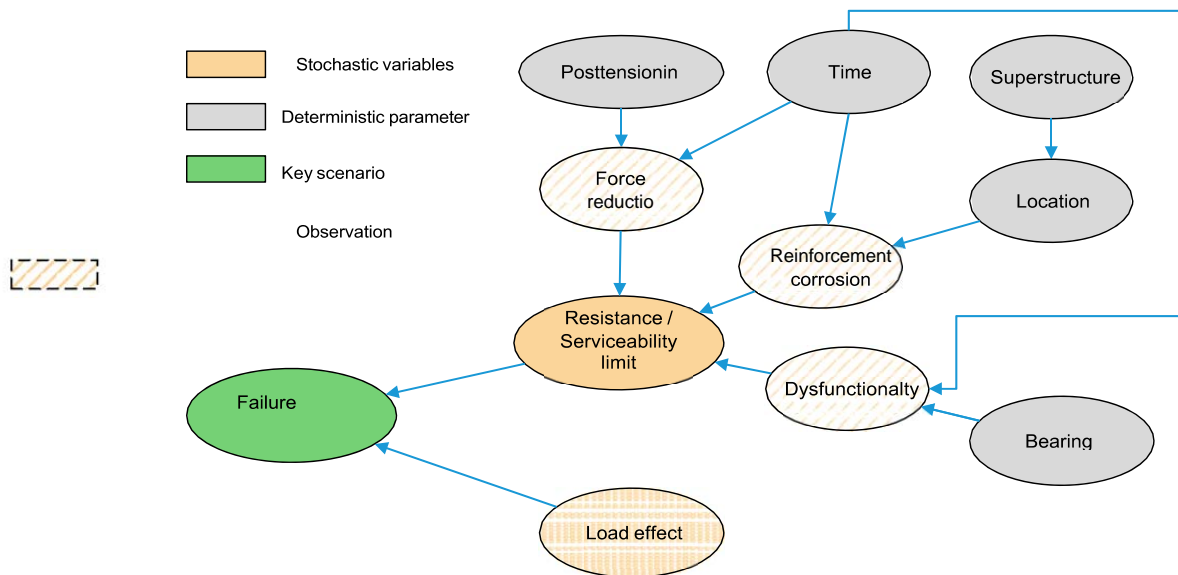 Stochastic variables
Deterministic parameter
Key scenario
Observation
Posttensionin
Time
Superstructure
Force
reductio
Location
Reinforcement
corrosion
Resistance /
Serviceability
limit
Dysfunctionalty
Failure
Bearing
Load effect